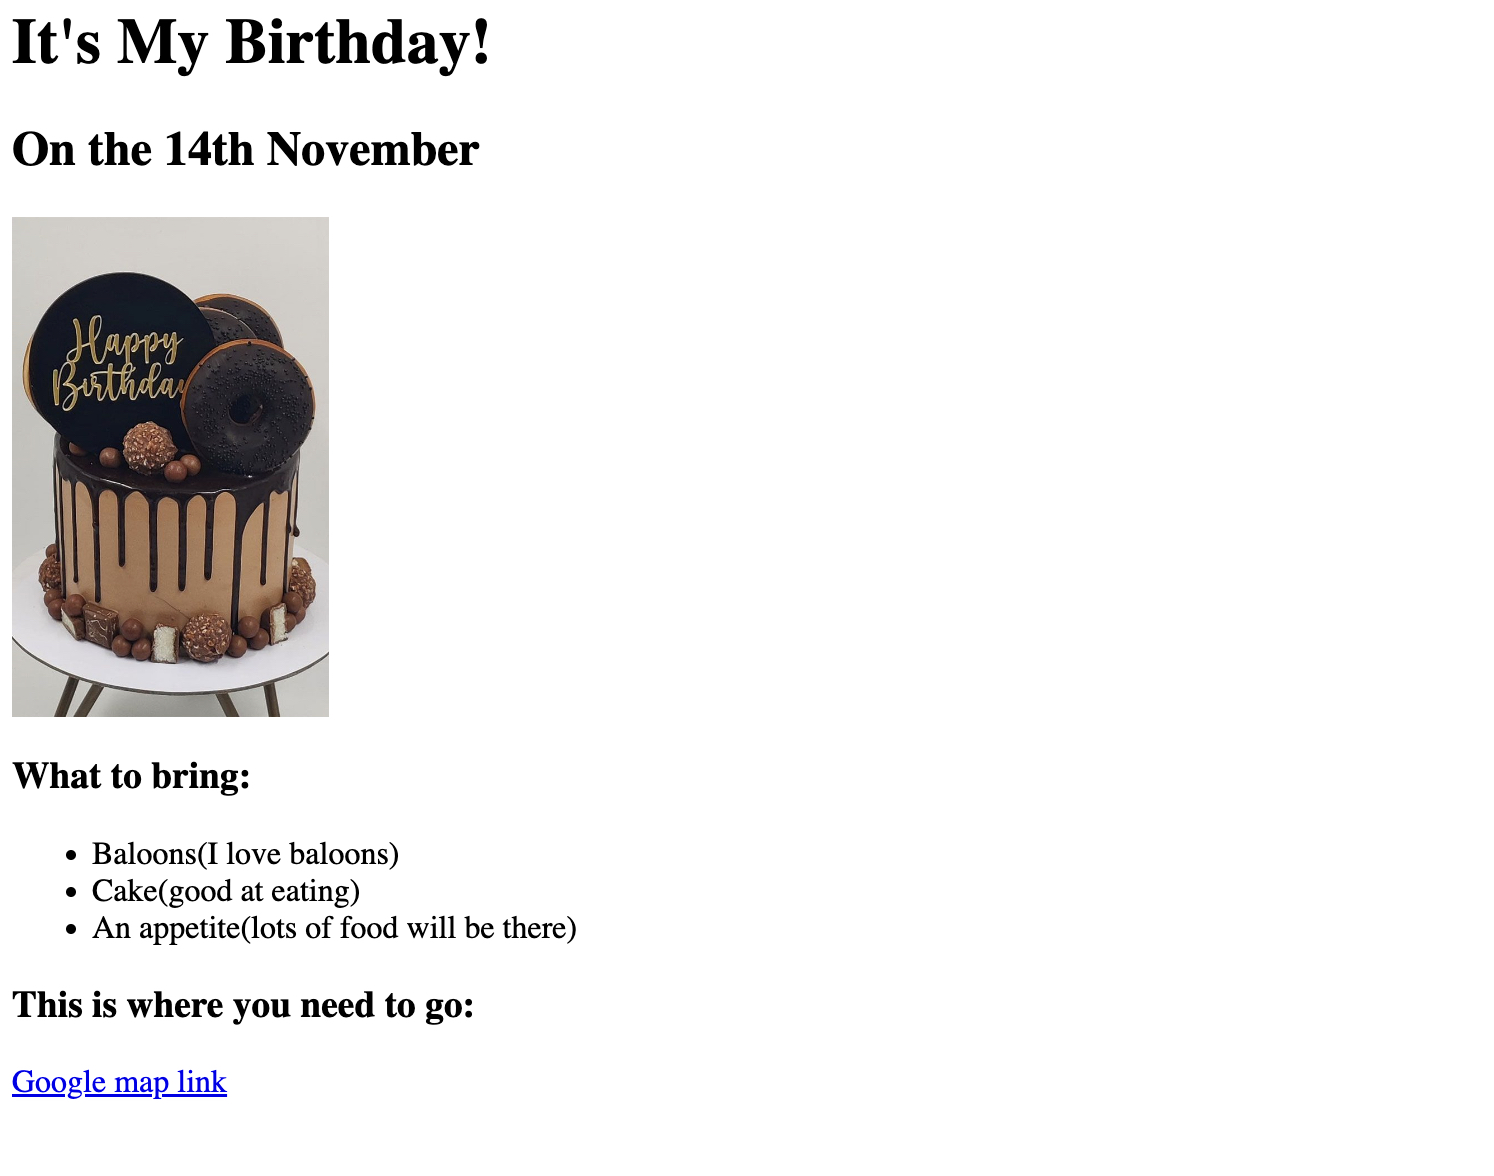 It's My Birthday!
On the 14th November
Happy
Birthday
What to bring:
Baloons(I love baloons)
Cake(good at eating)
An appetite(lots of food will be there)
This is where you need to go:
Google map link